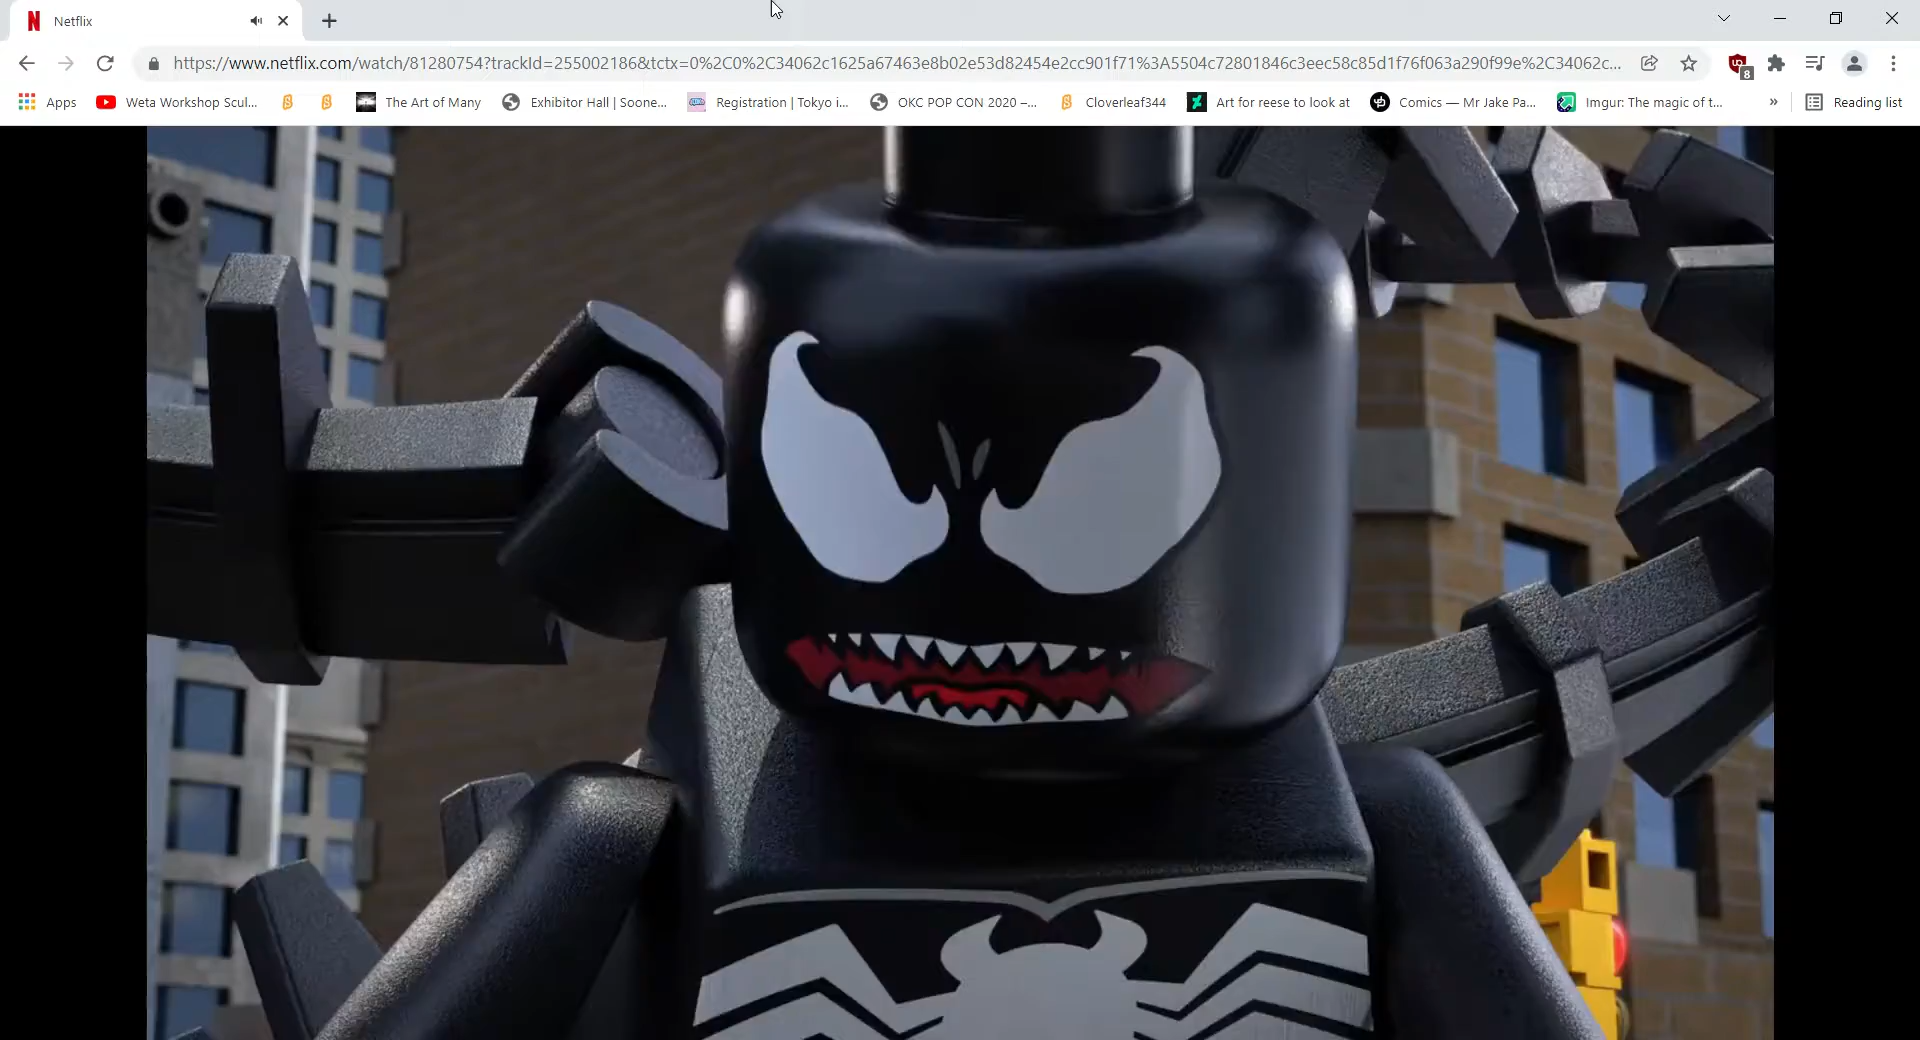 Netflix
https://www.netflix.com/watch/81280754?trackId=255002186&tctx=0%2C0%2C34062c1625a67463e8b02e53d82454e2cc901f71%3A5504c72801846c3eec58c85d1f76f063a290f99e%2C34062c...
8
Apps Weta Workshop Scul... The Art of Many Exhibitor Hall | Soone... Registration | Tokyo i... OKC POP CON 2020 –... Cloverleaf344 Art for reese to look at Comics — Mr Jake Pa... Imgur: The magic of t... » Reading list